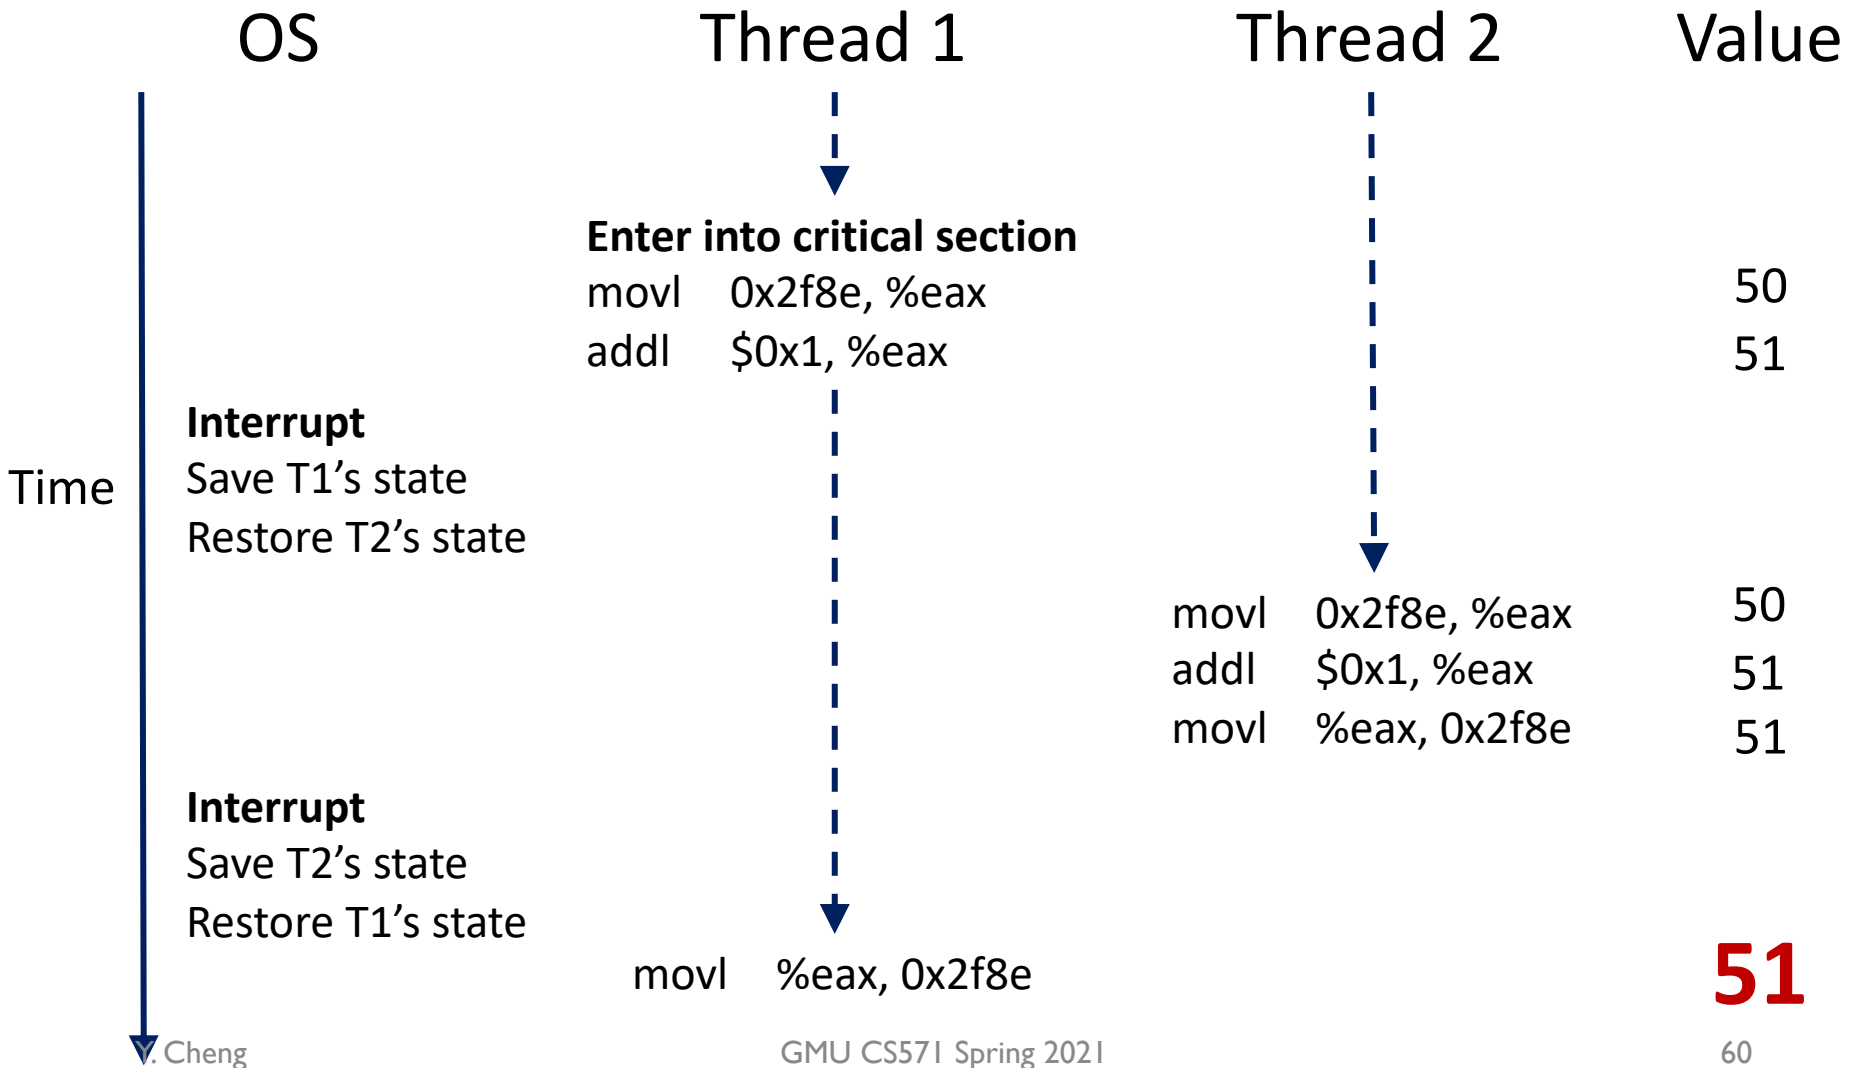 OS Thread 1 Thread 2 Value
Enter into critical section
movl 0x2f8e, %eax 50
addl $0x1, %eax 51
Interrupt
Save T1’s state
Time
Restore T2’s state
movl 0x2f8e, %eax 50
addl $0x1, %eax 51
movl %eax, 0x2f8e 51
Interrupt
Save T2’s state
Restore T1’s state
movl %eax, 0x2f8e 51
Y. Cheng GMU CS571 Spring 2021 60